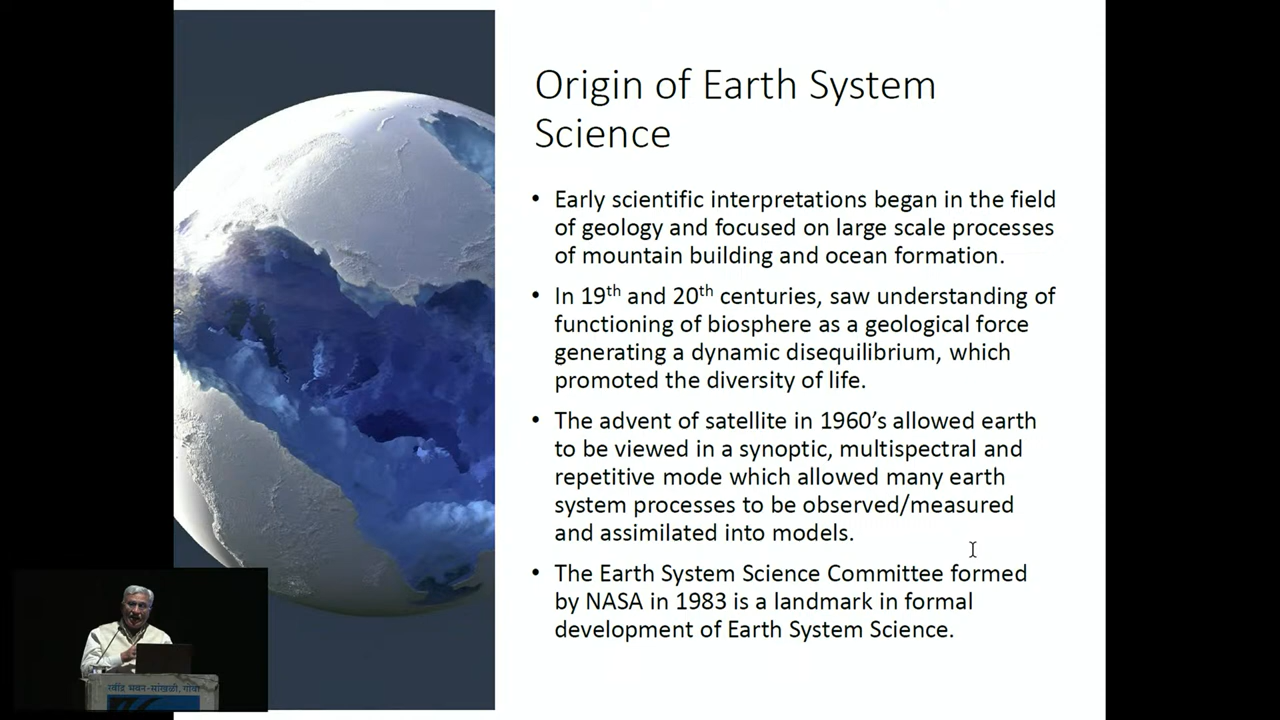 Origin of Earth System
Science
• Early scientific interpretations began in the field
of geology and focused on large scale processes
of mountain building and ocean formation.
• In 19th and 20th centuries, saw understanding of
functioning of biosphere as a geological force
generating a dynamic disequilibrium, which
promoted the diversity of life.
• The advent of satellite in 1960’s allowed earth
to be viewed in a synoptic, multispectral and
repetitive mode which allowed many earth
system processes to be observed/measured
and assimilated into models.
• The Earth System Science Committee formed
by NASA in 1983 is a landmark in formal
development of Earth System Science.
रवींद्र भवन-सांखळी, गोवा